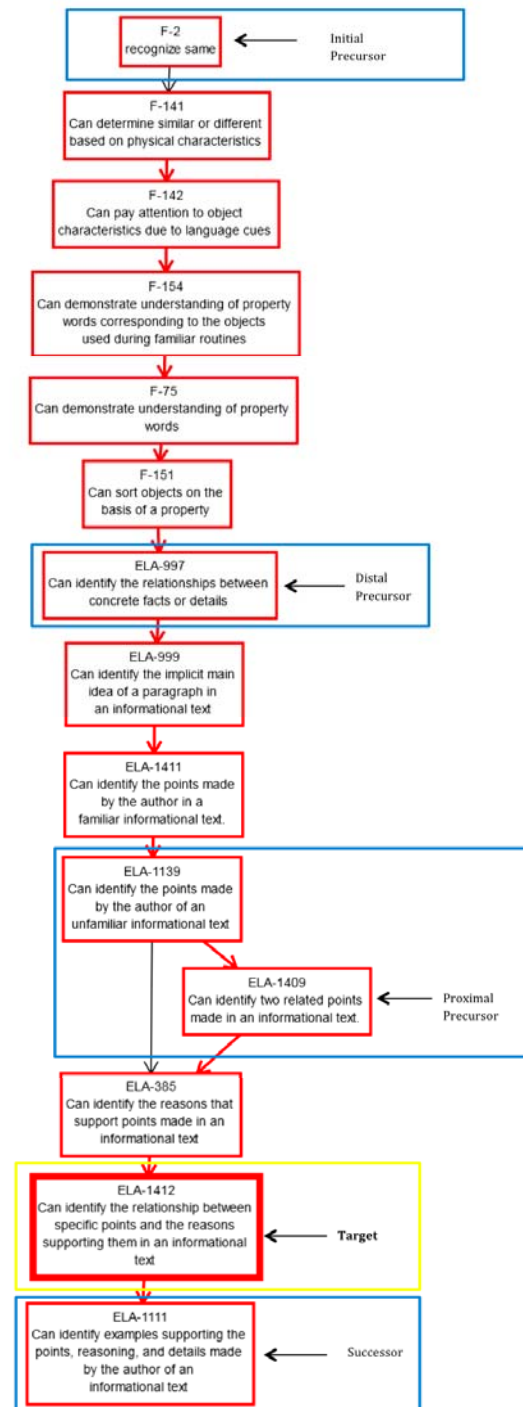 F-2
recognize same
Initial
Precursor
F-141
Can determine similar or different
based on physical characteristics
F-142
Can pay attention to object
characteristics due to language cues
F-154
Can demonstrate understanding of property
words corresponding to the objects
used during familiar routines
F-75
Can demonstrate understanding of property
words
F-151
Can sort objects on the
basis of a property
ELA-997
Can identify the relationships between
concrete facts or details
Distal
Precursor
ELA-999
Can identify the implicit main
idea of a paragraph in
an informational text
ELA-1411
Can identify the points made
by the author in a
familiar informational text.
ELA-1139
Can identify the points made
by the author of an
unfamiliar informational text
ELA-1409
Can identify two related points
made in an informational text.
Proximal
Precursor
ELA-385
Can identify the reasons that
support points made in an
informational text
ELA-1412
Can identify the relationship between
specific points and the reasons
supporting them in an informational
text
Target
ELA-1111
Can identify examples supporting the
points, reasoning, and details made
by the author of an
informational text
Successor